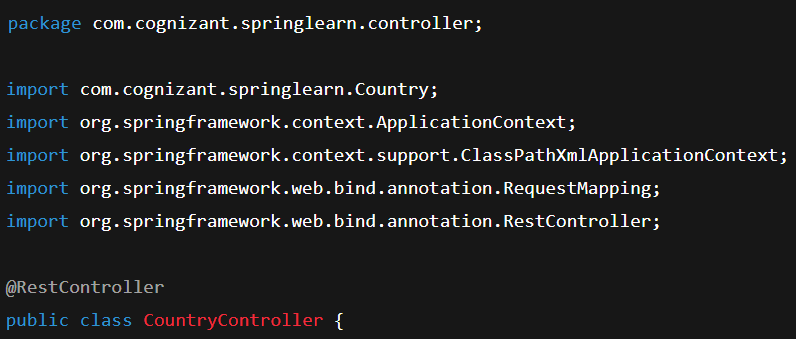 package com.cognizant.springlearn.controller;
import com.cognizant.springlearn.Country;
import org.springframework.context.ApplicationContext;
import org.springframework.context.support.ClassPathXmlApplicationContext;
import org.springframework.web.bind.annotation.RequestMapping;
import org.springframework.web.bind.annotation.RestController;
@RestController
public class CountryController {